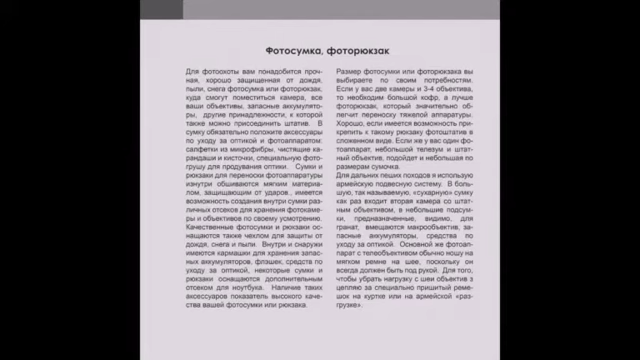 Фотосумка, фоторюкзак
Для фотоохоты вам понадобится проч-
ная, хорошо защищенная от дождя,
пыли, снега фотосумка или фоторюкзак,
куда смогут поместиться камера, все
ваши объективы, запасные аккумулято-
ры, другие принадлежности, к которой
также можно присоединить штатив. В
сумку обязательно положите аксессуары
по уходу за оптикой и фотоаппаратом:
салфетки из микрофибры, чистящие ка-
рандаши и кисточки, специальную фото-
грушу для продувания оптики. Сумки и
рюкзаки для переноски фотоаппаратуры
изнутри обшиваются мягким материа-
лом, защищающим от ударов., имеется
возможность создания внутри сумки раз-
личных отсеков для хранения фотокаме-
ры и объективов по своему усмотрению.
Качественные фотосумки и рюкзаки ос-
нащаются также чехлом для защиты от
дождя, снега и пыли. Внутри и снаружи
имеются кармашки для хранения запас-
ных аккумуляторов, флэшек, средств по
уходу за оптикой, некоторые сумки и
рюкзаки оснащаются дополнительным
отсеком для ноутбука. Наличие таких
аксессуаров показатель высокого каче-
ства вашей фотосумки или рюкзака.
Размер фотосумки или фоторюкзака вы
выбираете по своим потребностям.
Если у вас две камеры и 3-4 объектива,
то необходим большой кофр, а лучше
фоторюкзак, который значительно об-
легчит переноску тяжелой аппаратуры.
Хорошо, если имеется возможность при-
крепить к такому рюкзаку фотоштатив в
сложенном виде. Если же у вас один фо-
тоаппарат, небольшой телевум и штат-
ный объектив, подойдет и небольшая по
размерам сумочка.
Для дальних пеших походов я использую
армейскую подвесную систему. В боль-
шую, так называемую, «сухарную» сумку
как раз входит вторая камера со штат-
ным объективом, в небольшие подсум-
ки, предназначенные, видимо, для
гранат, вмещаются макрообъектив, за-
пасные аккумуляторы, средства по
уходу за оптикой. Основной же фотоап-
парат с телеобъективом обычно ношу на
мягком ремне на шее, поскольку он
всегда должен быть под рукой. Для того,
чтобы убрать нагрузку с шеи объектив з
цепляю за специально пришитый реме-
шок на куртке или на армейской «раз-
грузке».